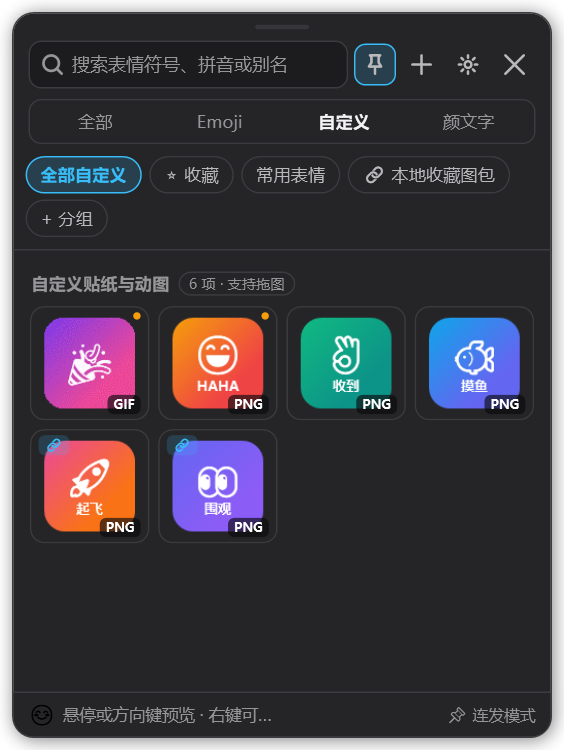 搜索表情符号、拼音或别名
全部 Emoji 自定义 颜文字
全部自定义 ⭐ 收藏 常用表情 🔗 本地收藏图包
+ 分组
自定义贴纸与动图 6 项 · 支持拖图
GIF
HAHA PNG
收到 PNG
摸鱼 PNG
起飞 PNG
围观 PNG
悬停或方向键预览 · 右键可... 连发模式